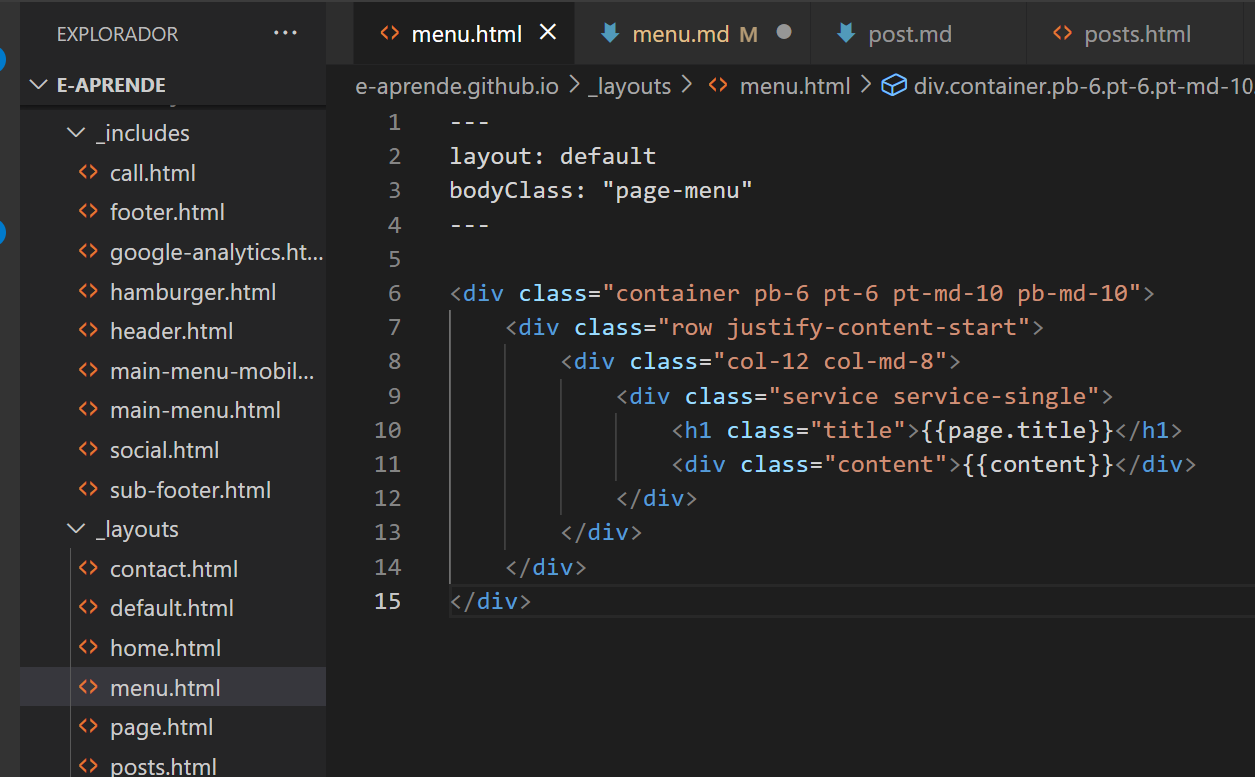 EXPLORADOR ···
E-APRENDE
_includes
call.html
footer.html
google-analytics.ht...
hamburger.html
header.html
main-menu-mobil...
main-menu.html
social.html
sub-footer.html
_layouts
contact.html
default.html
home.html
menu.html
page.html
posts.html
menu.html × menu.md M ● post.md posts.html
e-aprende.github.io > _layouts > menu.html > div.container.pb-6.pt-6.pt-md-10
1 ---
2 layout: default
3 bodyClass: "page-menu"
4 ---
5
6 <div class="container pb-6 pt-6 pt-md-10 pb-md-10">
7 <div class="row justify-content-start">
8 <div class="col-12 col-md-8">
9 <div class="service service-single">
10 <h1 class="title">{{page.title}}</h1>
11 <div class="content">{{content}}</div>
12 </div>
13 </div>
14 </div>
15 </div>